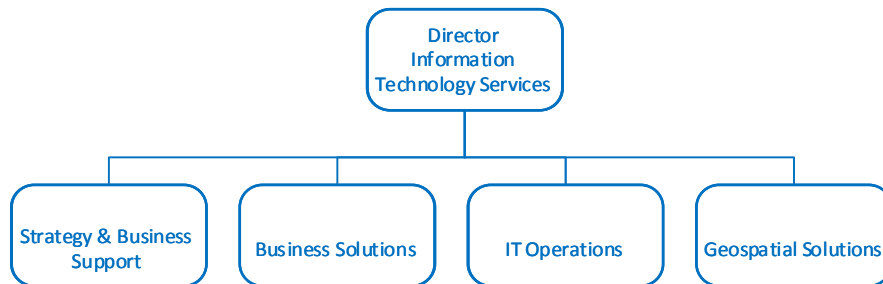 Director
Information
Technology Services
Strategy & Business
Support
Business Solutions
IT Operations
Geospatial Solutions